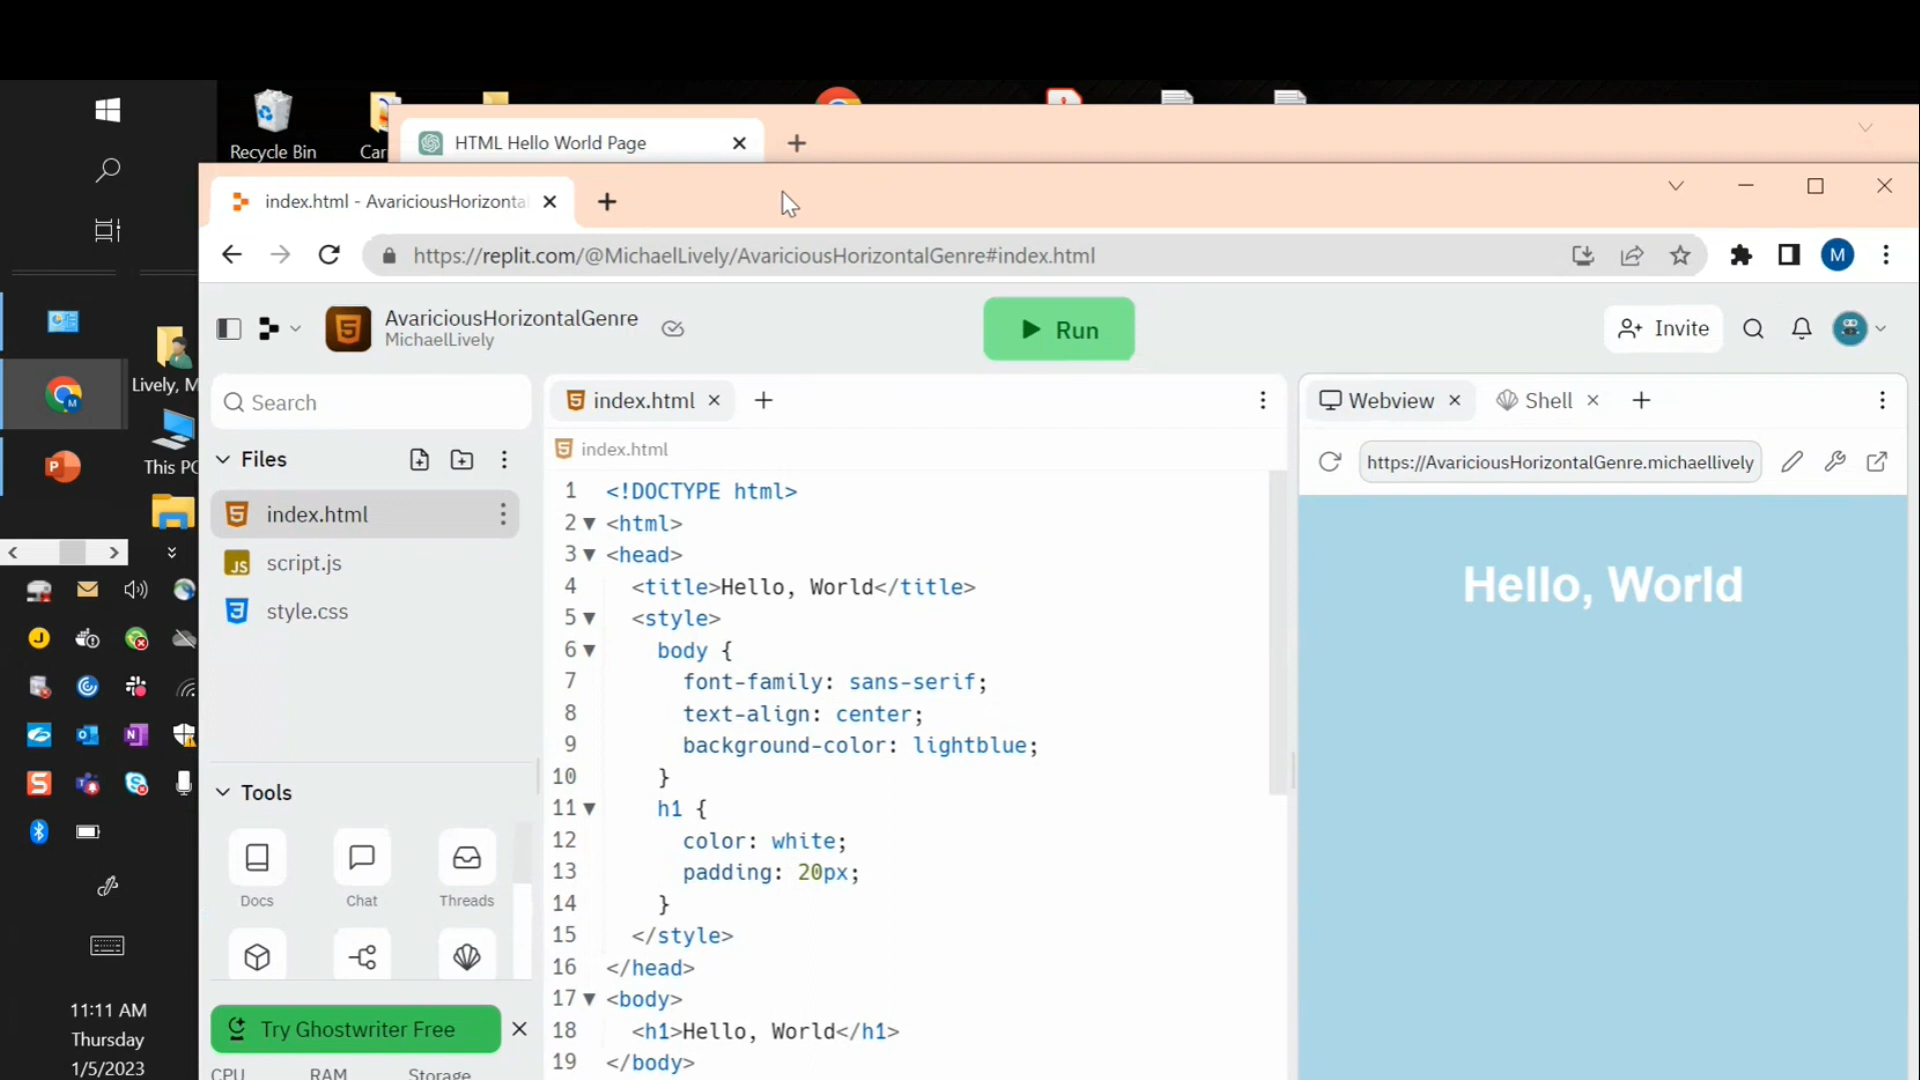 Recycle Bin
HTML Hello World Page
index.html - AvariciousHorizonta
https://replit.com/@MichaelLively/AvariciousHorizontalGenre#index.html
M
AvariciousHorizontalGenre
MichaelLively
Run
Invite
Lively, M
This PC
Search
Files
index.html
script.js
style.css
Tools
Docs
Chat
Threads
Try Ghostwriter Free
CPU
RAM
Storage
index.html
index.html
1 <!DOCTYPE html>
2 <html>
3 <head>
4 <title>Hello, World</title>
5 <style>
6 body {
7 font-family: sans-serif;
8 text-align: center;
9 background-color: lightblue;
10 }
11 h1 {
12 color: white;
13 padding: 20px;
14 }
15 </style>
16 </head>
17 <body>
18 <h1>Hello, World</h1>
19 </body>
Webview
Shell
https://AvariciousHorizontalGenre.michaellively
Hello, World
11:11 AM
Thursday
1/5/2023